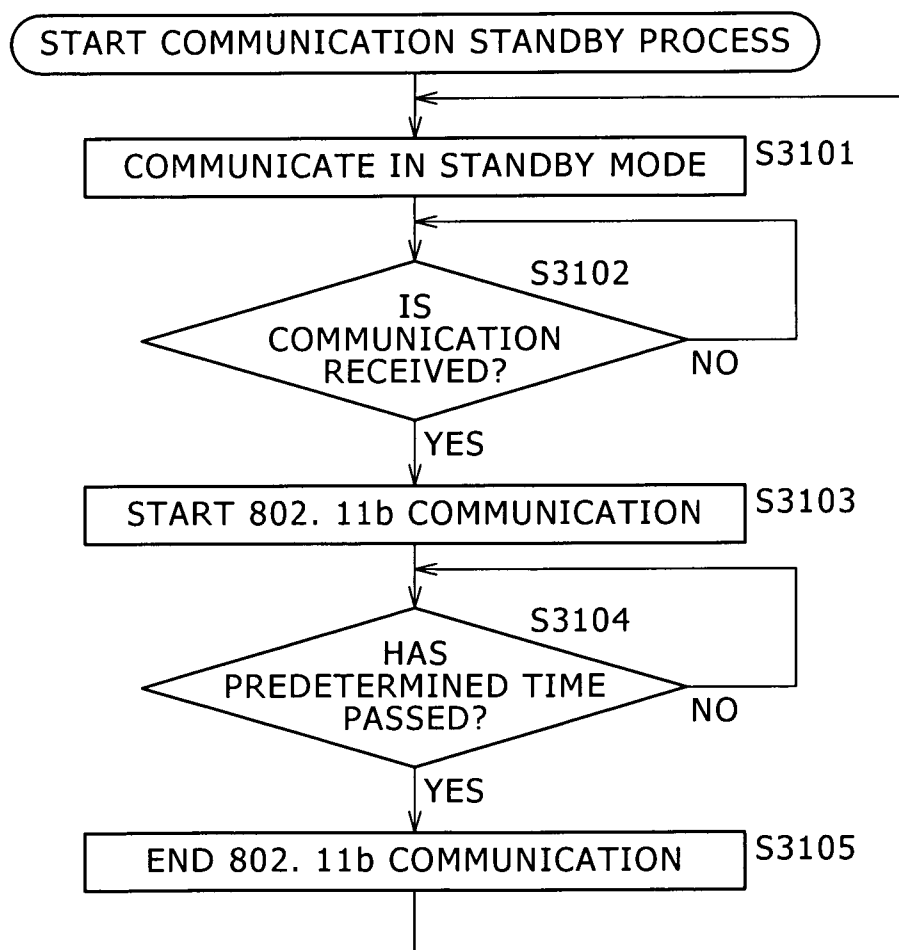 START COMMUNICATION STANDBY PROCESS
COMMUNICATE IN STANDBY MODE
S3101
S3102
IS
COMMUNICATION
RECEIVED?
NO
YES
START 802. 11b COMMUNICATION
S3103
S3104
HAS
PREDETERMINED TIME
PASSED?
NO
YES
END 802. 11b COMMUNICATION
S3105